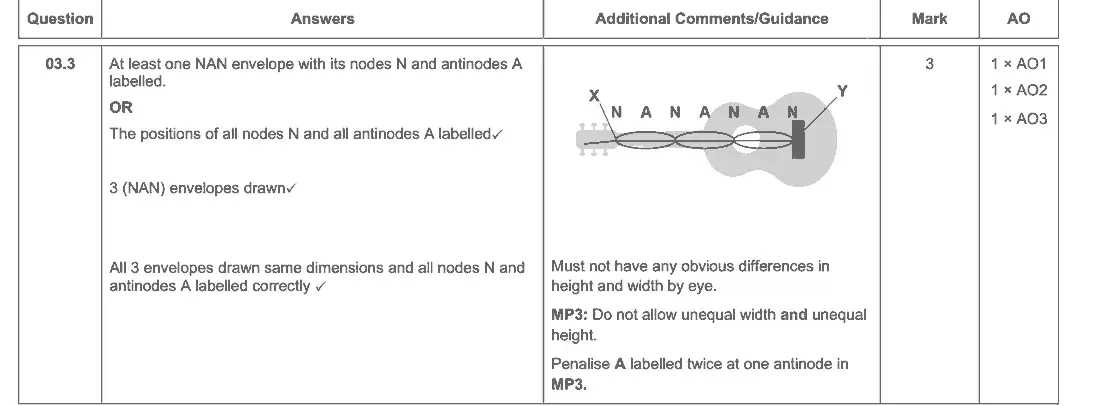 Question Answers Additional Comments/Guidance Mark AO
03.3
At least one NAN envelope with its nodes N and antinodes A
labelled.
OR
The positions of all nodes N and all antinodes A labelled✓
3 (NAN) envelopes drawn✓
All 3 envelopes drawn same dimensions and all nodes N and
antinodes A labelled correctly ✓
X Y
N A N A N A N
Must not have any obvious differences in
height and width by eye.
MP3: Do not allow unequal width and unequal
height.
Penalise A labelled twice at one antinode in
MP3.
3
1 × AO1
1 × AO2
1 × AO3